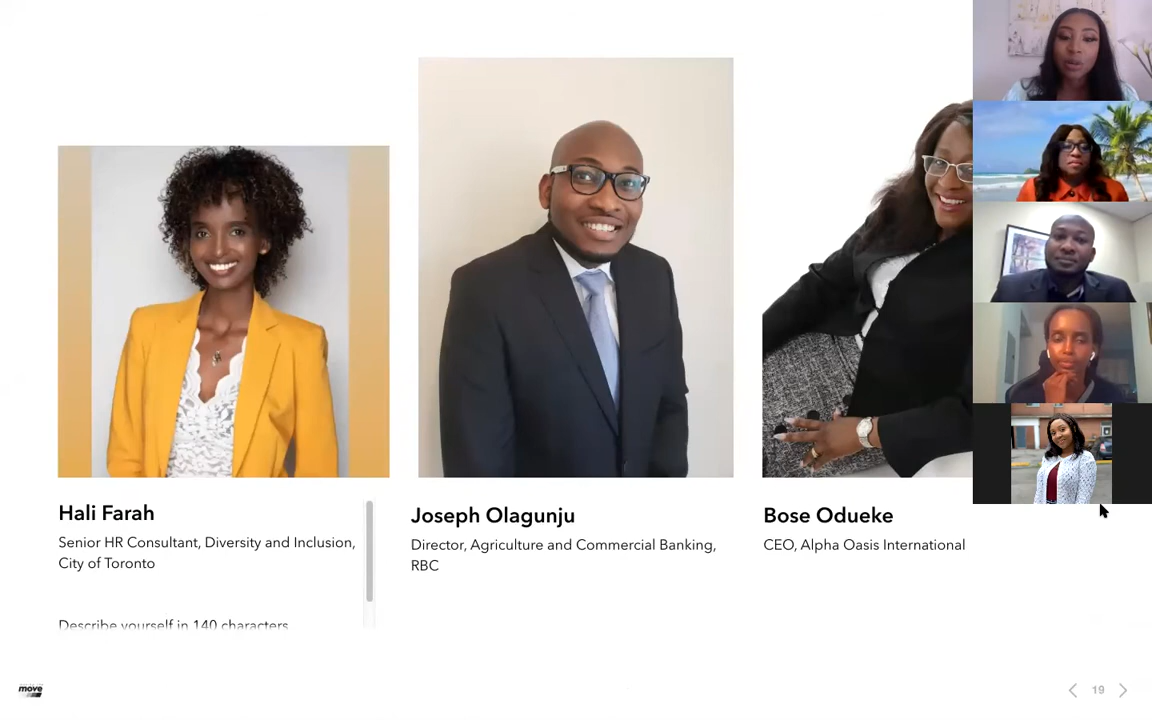 Hali Farah
Senior HR Consultant, Diversity and Inclusion,
City of Toronto
Describe yourself in 140 characters
Joseph Olagunju
Director, Agriculture and Commercial Banking,
RBC
Bose Odueke
CEO, Alpha Oasis International
move
19